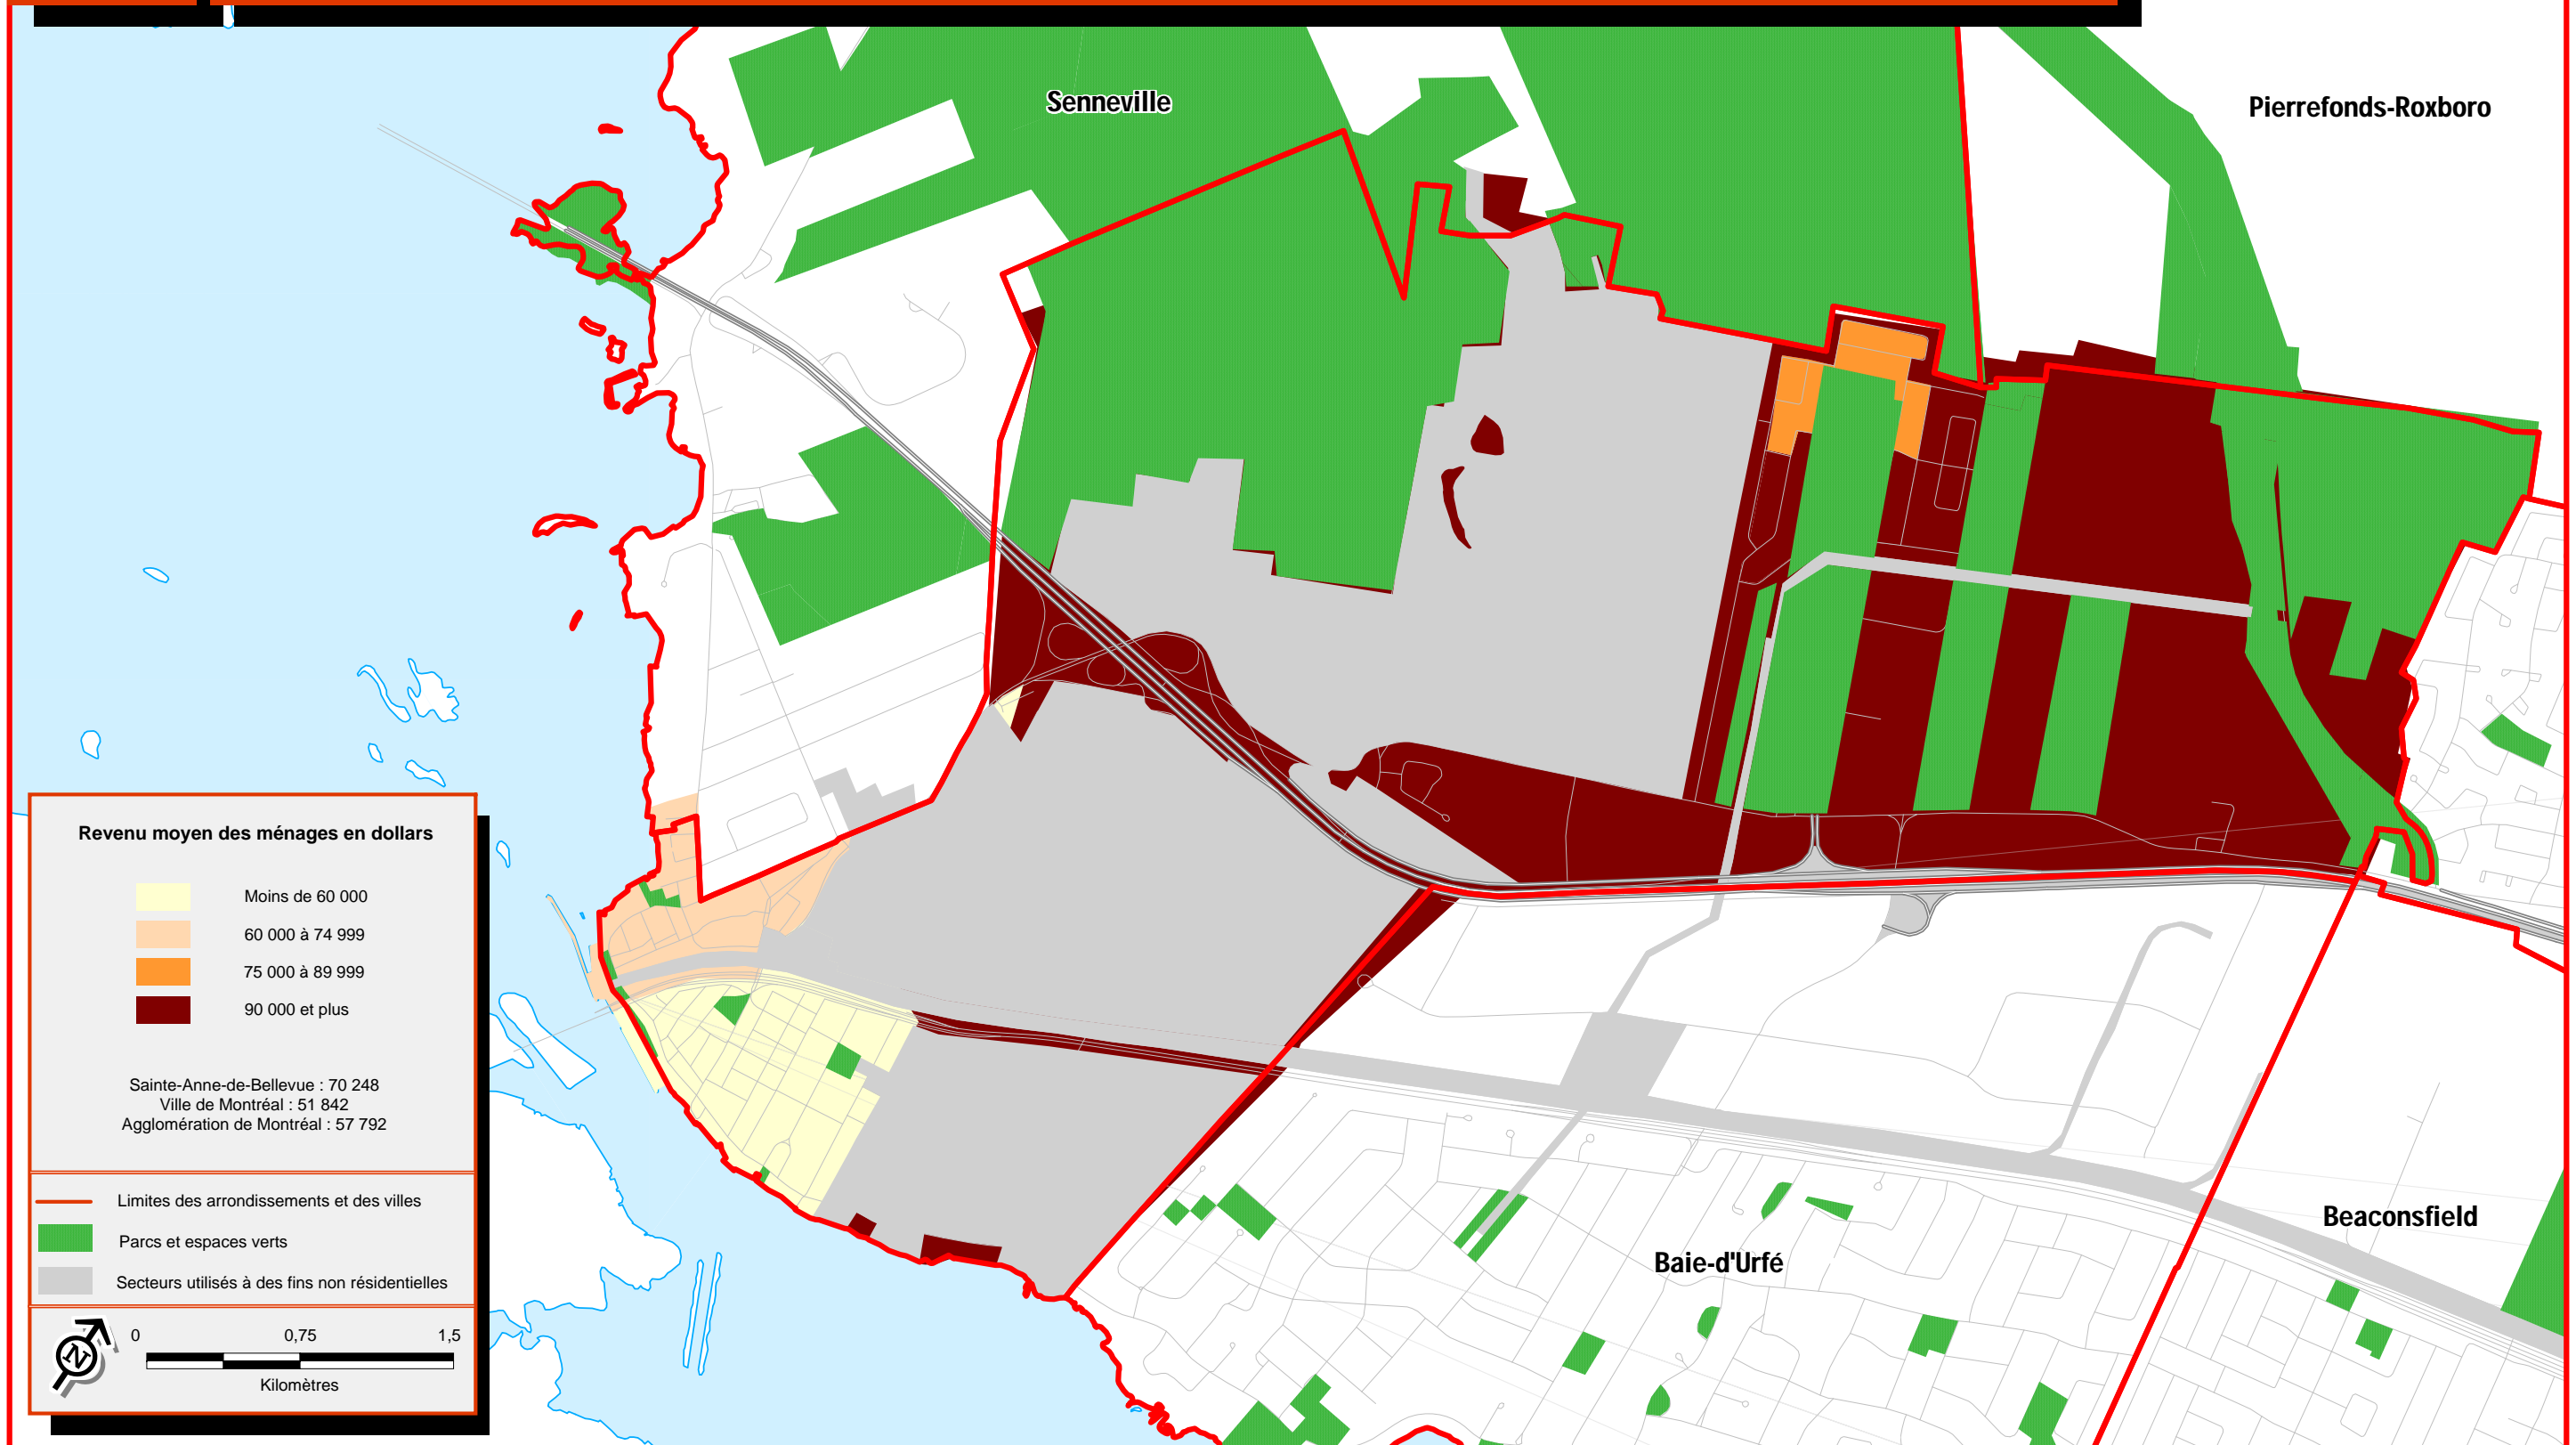 Senneville
Pierrefonds-Roxboro
Revenu moyen des ménages en dollars
Moins de 60 000
60 000 à 74 999
75 000 à 89 999
90 000 et plus
Sainte-Anne-de-Bellevue : 70 248
Ville de Montréal : 51 842
Agglomération de Montréal : 57 792
Limites des arrondissements et des villes
Parcs et espaces verts
Secteurs utilisés à des fins non résidentielles
N
0 0,75 1,5
Kilomètres
Beaconsfield
Baie-d'Urfé